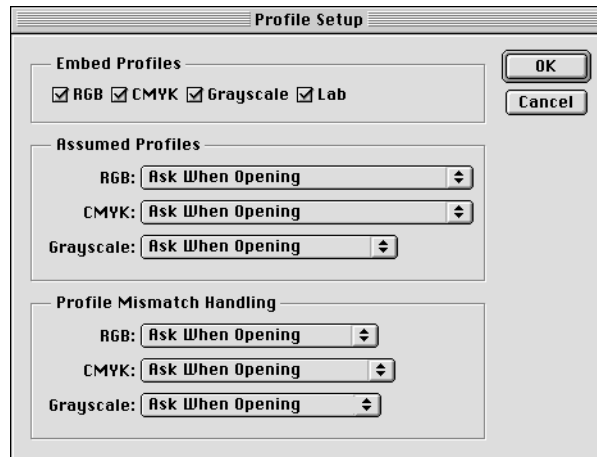 Profile Setup
Embed Profiles
RGB CMYK Grayscale Lab
OK
Cancel
Assumed Profiles
RGB: Ask When Opening
CMYK: Ask When Opening
Grayscale: Ask When Opening
Profile Mismatch Handling
RGB: Ask When Opening
CMYK: Ask When Opening
Grayscale: Ask When Opening